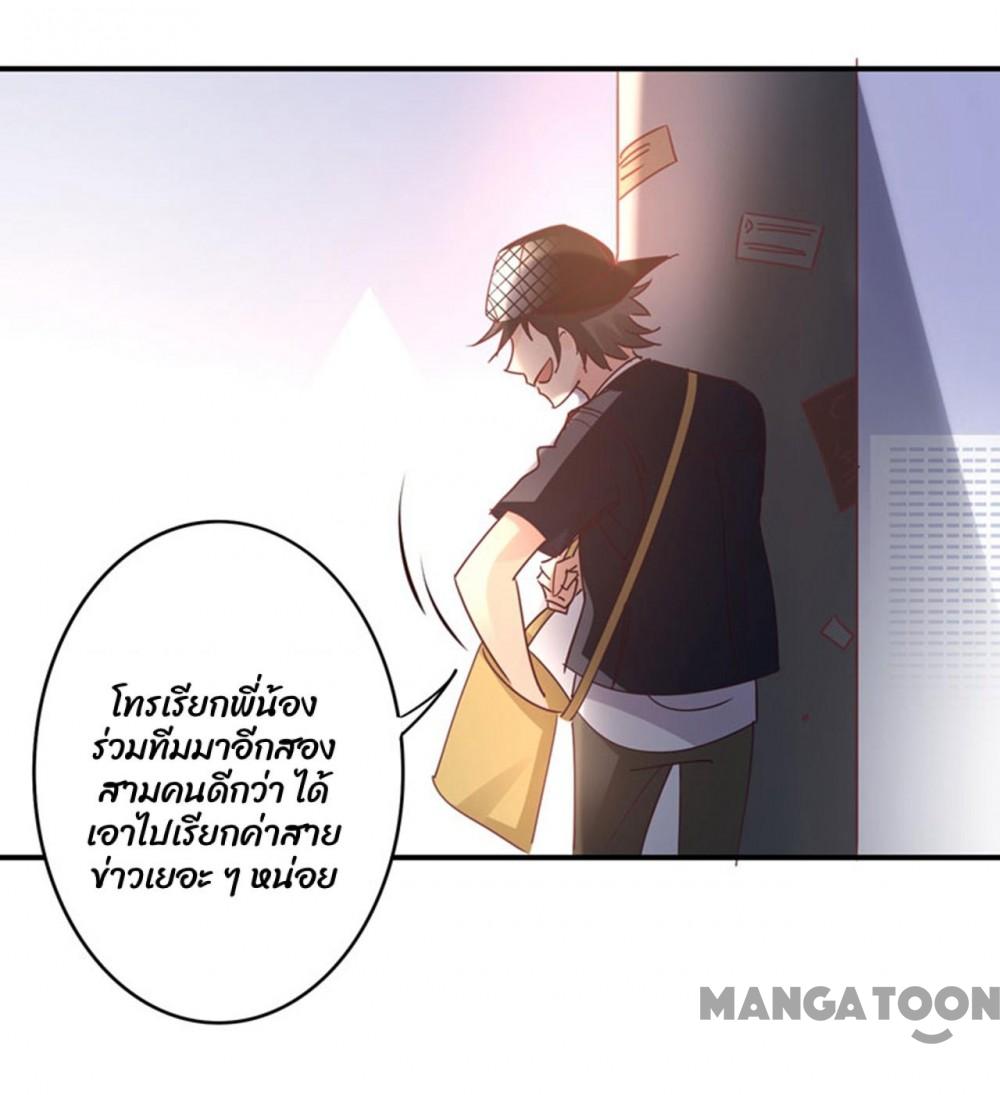 โทรเรียกพี่น้อง
ร่วมทีมมาอีกสอง
สามคนดีกว่า ได้
เอาไปเรียกค่าสาย
ข่าวเยอะ ๆ หน่อย
MANGATOON